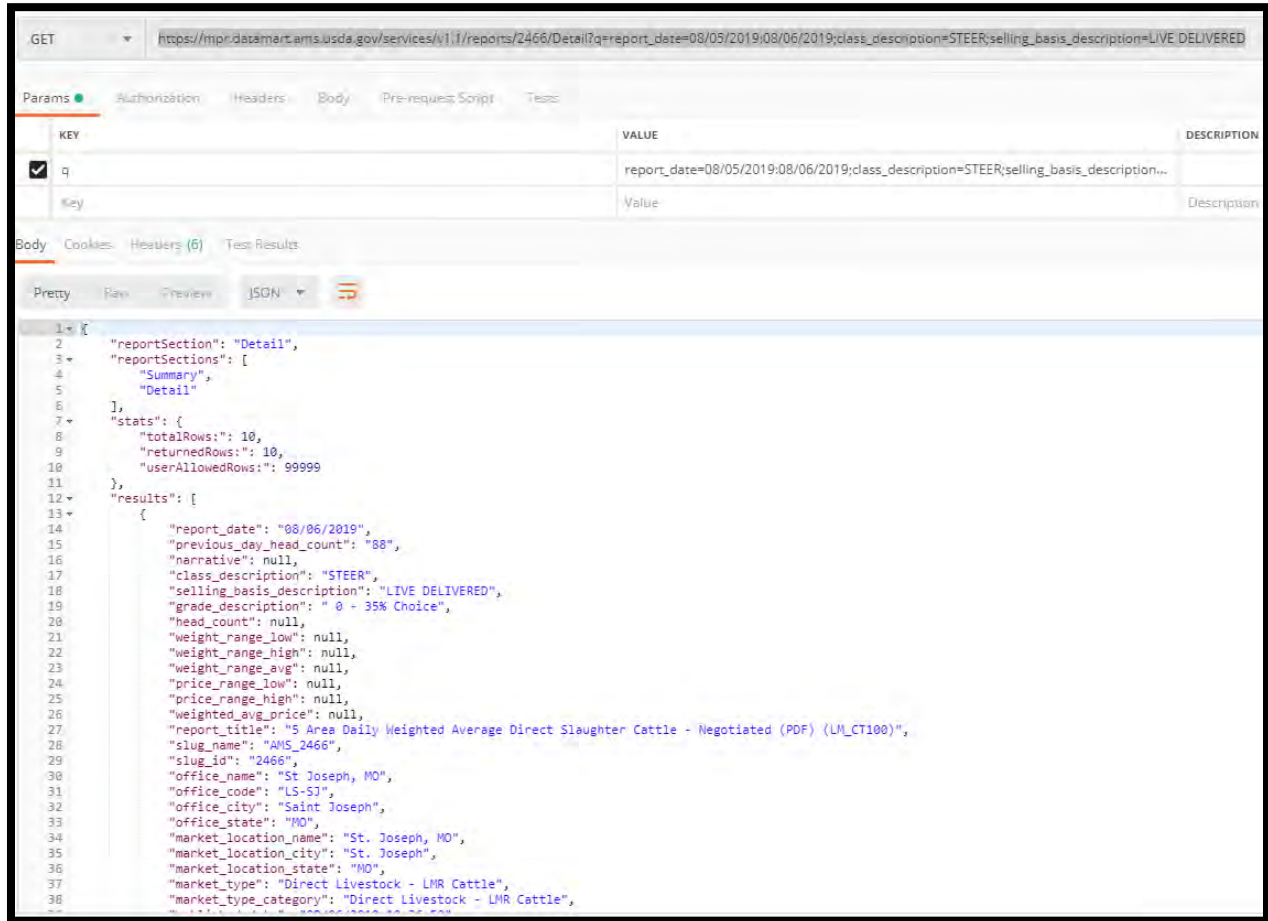 GET https://mpr.datamart.ams.usda.gov/services/v1.1/reports/2466/Detail?q=report_date=08/05/2019:08/06/2019;class_description=STEER;selling_basis_description=LIVE DELIVERED
Params Authorization Headers Body Pre-request Script Tests
KEY VALUE DESCRIPTION
q report_date=08/05/2019:08/06/2019;class_description=STEER;selling_basis_description...
Key Value Description
Body Cookies Headers (6) Test Results
Pretty Raw Preview JSON
1 {
2 "reportSection": "Detail",
3 "reportSections": [
4 "Summary",
5 "Detail"
6 ],
7 "stats": {
8 "totalRows:": 10,
9 "returnedRows:": 10,
10 "userAllowedRows:": 99999
11 },
12 "results": [
13 {
14 "report_date": "08/06/2019",
15 "previous_day_head_count": "88",
16 "narrative": null,
17 "class_description": "STEER",
18 "selling_basis_description": "LIVE DELIVERED",
19 "grade_description": " 0 - 35% Choice",
20 "head_count": null,
21 "weight_range_low": null,
22 "weight_range_high": null,
23 "weight_range_avg": null,
24 "price_range_low": null,
25 "price_range_high": null,
26 "weighted_avg_price": null,
27 "report_title": "5 Area Daily Weighted Average Direct Slaughter Cattle - Negotiated (PDF) (LM_CT100)",
28 "slug_name": "AMS_2466",
29 "slug_id": "2466",
30 "office_name": "St Joseph, MO",
31 "office_code": "LS-SJ",
32 "office_city": "Saint Joseph",
33 "office_state": "MO",
34 "market_location_name": "St. Joseph, MO",
35 "market_location_city": "St. Joseph",
36 "market_location_state": "MO",
37 "market_type": "Direct Livestock - LMR Cattle",
38 "market_type_category": "Direct Livestock - LMR Cattle",